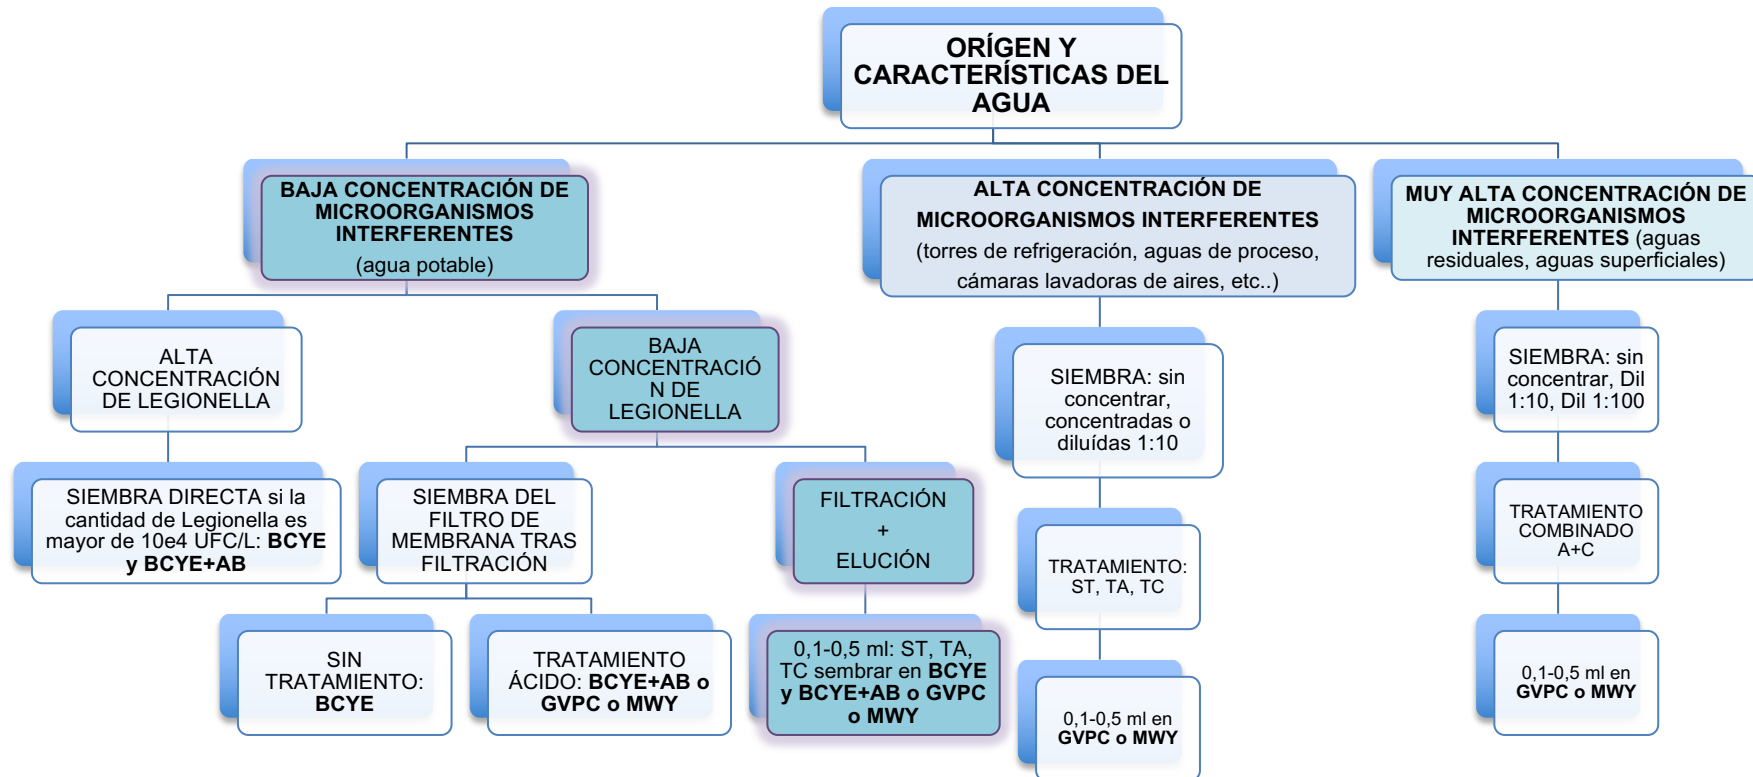 ORÍGEN Y
CARACTERÍSTICAS DEL
AGUA
BAJA CONCENTRACIÓN DE
MICROORGANISMOS
INTERFERENTES
(agua potable)
ALTA CONCENTRACIÓN DE
MICROORGANISMOS INTERFERENTES
(torres de refrigeración, aguas de proceso,
cámaras lavadoras de aires, etc..)
MUY ALTA CONCENTRACIÓN DE
MICROORGANISMOS
INTERFERENTES (aguas
residuales, aguas superficiales)
ALTA
CONCENTRACIÓN
DE LEGIONELLA
BAJA
CONCENTRACIÓ
N DE
LEGIONELLA
SIEMBRA: sin
concentrar,
concentradas o
diluídas 1:10
SIEMBRA: sin
concentrar, Dil
1:10, Dil 1:100
SIEMBRA DIRECTA si la
cantidad de Legionella es
mayor de 10e4 UFC/L: BCYE
y BCYE+AB
SIEMBRA DEL
FILTRO DE
MEMBRANA TRAS
FILTRACIÓN
FILTRACIÓN
+
ELUCIÓN
TRATAMIENTO:
ST, TA, TC
TRATAMIENTO
COMBINADO
A+C
SIN
TRATAMIENTO:
BCYE
TRATAMIENTO
ÁCIDO: BCYE+AB o
GVPC o MWY
0,1-0,5 ml: ST, TA,
TC sembrar en BCYE
y BCYE+AB o GVPC
o MWY
0,1-0,5 ml en
GVPC o MWY
0,1-0,5 ml en
GVPC o MWY